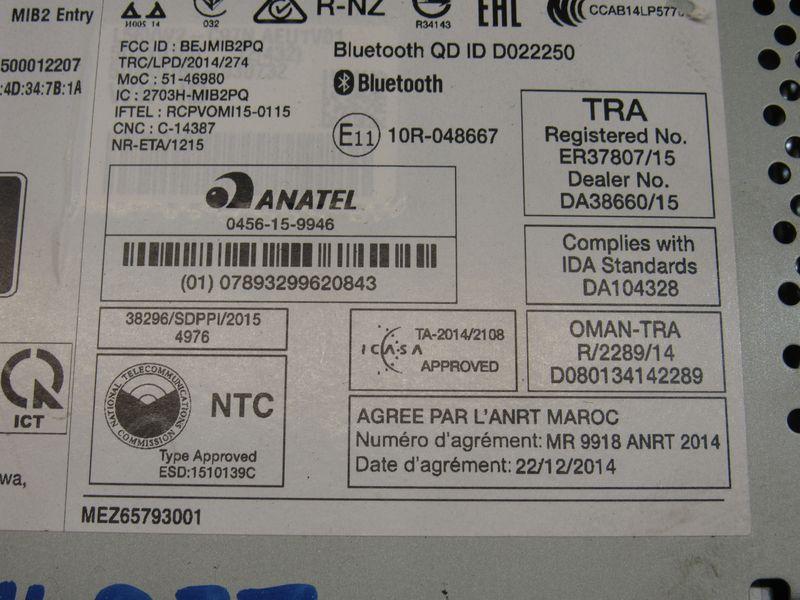 MIB2 Entry
032
R-NZ
R34143
EAC
FCC ID : BEJMIB2PQ
TRC/LPD/2014/274
MoC : 51-46980
IC : 2703H-MIB2PQ
IFTEL : RCPVOMI15-0115
CNC : C-14387
NR-ETA/1215
500012207
:4D:34:7B:1A
Bluetooth QD ID D022250
Bluetooth
E11 10R-048667
TRA
Registered No.
ER37807/15
Dealer No.
DA38660/15
ANATEL
0456-15-9946
(01) 07893299620843
Complies with
IDA Standards
DA104328
38296/SDPPI/2015
4976
ICASA
TA-2014/2108
APPROVED
OMAN-TRA
R/2289/14
D080134142289
ICT
NATIONAL TELECOMMUNICATIONS COMMISSION
NTC
Type Approved
ESD:1510139C
AGREE PAR L'ANRT MAROC
Numéro d'agrément: MR 9918 ANRT 2014
Date d'agrément: 22/12/2014
wa,
MEZ65793001